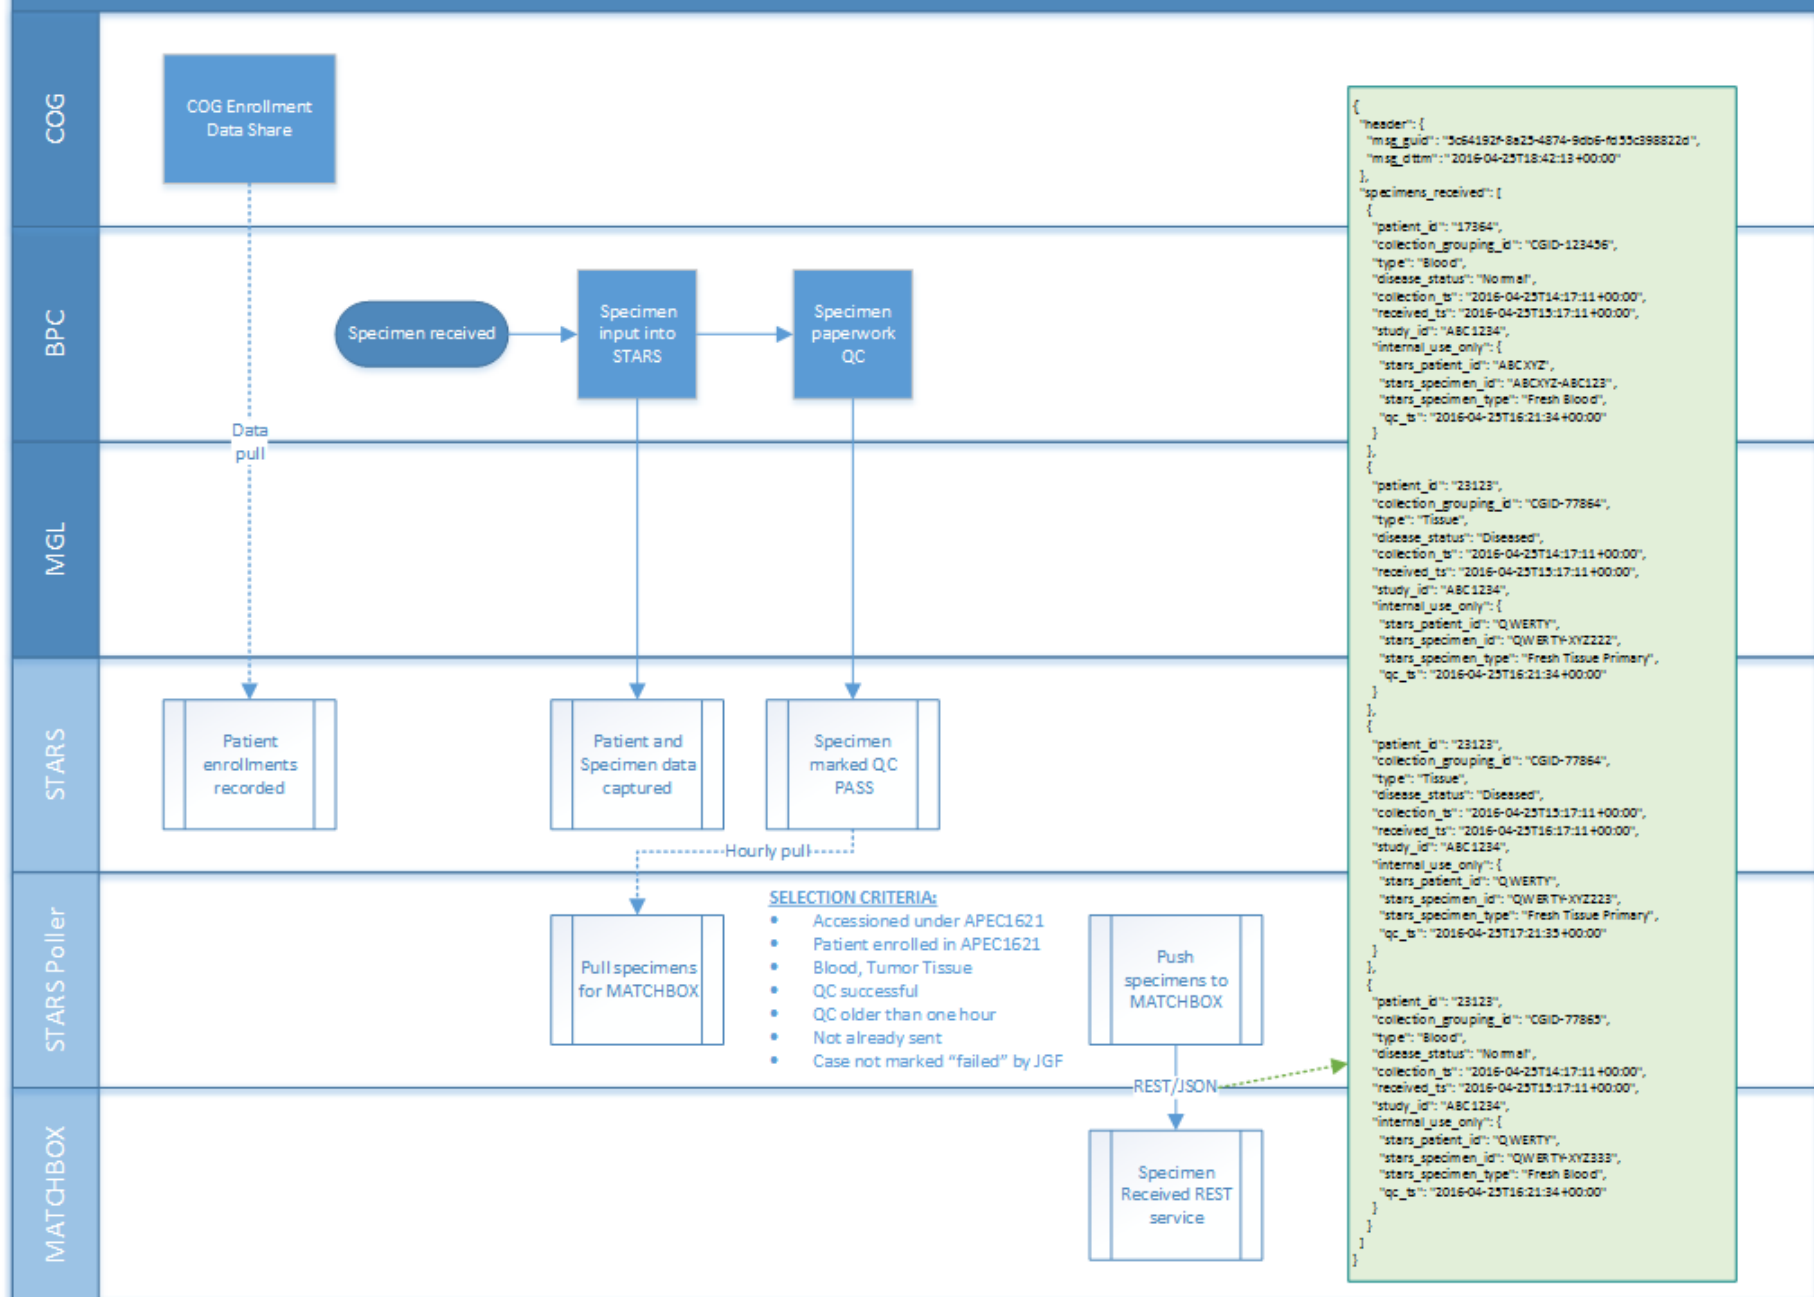 COG
COG Enrollment
Data Share
BPC
Specimen received
Specimen
input into
STARS
Specimen
paperwork
QC
Data
pull
MGL
STARS
Patient
enrollments
recorded
Patient and
Specimen data
captured
Specimen
marked QC
PASS
Hourly pull
STARS Poller
Pull specimens
for MATCHBOX
SELECTION CRITERIA:
• Accessioned under APEC1621
• Patient enrolled in APEC1621
• Blood, Tumor Tissue
• QC successful
• QC older than one hour
• Not already sent
• Case not marked “failed” by JGF
Push
specimens to
MATCHBOX
REST/JSON
MATCHBOX
Specimen
Received REST
service
{
"header": {
"msg_guid": "5c64192f-8a25-4874-9db6-fd55c398822d",
"msg_dttm": "2016-04-25T18:42:13+00:00"
},
"specimens_received": [
{
"patient_id": "17364",
"collection_grouping_id": "CGID-123456",
"type": "Blood",
"disease_status": "Normal",
"collection_ts": "2016-04-25T14:17:11+00:00",
"received_ts": "2016-04-25T15:17:11+00:00",
"study_id": "ABC1234",
"internal_use_only": {
"stars_patient_id": "ABCXYZ",
"stars_specimen_id": "ABCXYZ-ABC123",
"stars_specimen_type": "Fresh Blood",
"qc_ts": "2016-04-25T16:21:34+00:00"
}
},
{
"patient_id": "23123",
"collection_grouping_id": "CGID-77864",
"type": "Tissue",
"disease_status": "Diseased",
"collection_ts": "2016-04-25T14:17:11+00:00",
"received_ts": "2016-04-25T15:17:11+00:00",
"study_id": "ABC1234",
"internal_use_only": {
"stars_patient_id": "QWERTY",
"stars_specimen_id": "QWERTY-XYZ222",
"stars_specimen_type": "Fresh Tissue Primary",
"qc_ts": "2016-04-25T16:21:34+00:00"
}
},
{
"patient_id": "23123",
"collection_grouping_id": "CGID-77864",
"type": "Tissue",
"disease_status": "Diseased",
"collection_ts": "2016-04-25T15:17:11+00:00",
"received_ts": "2016-04-25T16:17:11+00:00",
"study_id": "ABC1234",
"internal_use_only": {
"stars_patient_id": "QWERTY",
"stars_specimen_id": "QWERTY-XYZ223",
"stars_specimen_type": "Fresh Tissue Primary",
"qc_ts": "2016-04-25T17:21:35+00:00"
}
},
{
"patient_id": "23123",
"collection_grouping_id": "CGID-77865",
"type": "Blood",
"disease_status": "Normal",
"collection_ts": "2016-04-25T14:17:11+00:00",
"received_ts": "2016-04-25T15:17:11+00:00",
"study_id": "ABC1234",
"internal_use_only": {
"stars_patient_id": "QWERTY",
"stars_specimen_id": "QWERTY-XYZ333",
"stars_specimen_type": "Fresh Blood",
"qc_ts": "2016-04-25T16:21:34+00:00"
}
}
]
}